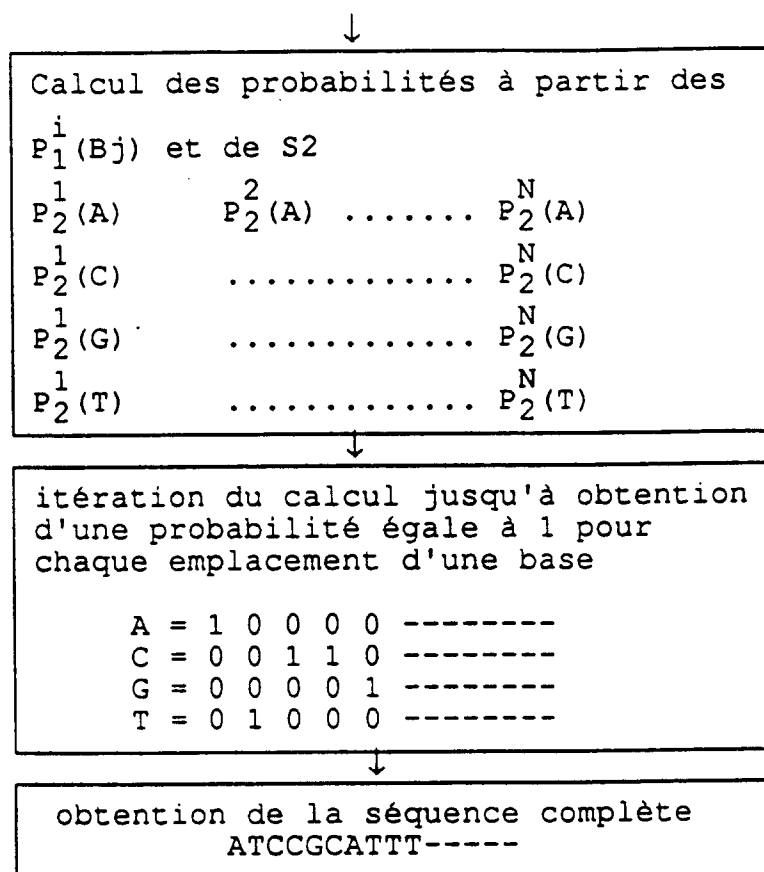 ↓
Calcul des probabilités à partir des
P₁ⁱ(Bj) et de S2
P₂¹(A) P₂²(A) ....... P₂ᴺ(A)
P₂¹(C) ............. P₂ᴺ(C)
P₂¹(G) ............. P₂ᴺ(G)
P₂¹(T) ............. P₂ᴺ(T)
↓
itération du calcul jusqu'à obtention
d'une probabilité égale à 1 pour
chaque emplacement d'une base
A = 1 0 0 0 0 --------
C = 0 0 1 1 0 --------
G = 0 0 0 0 1 --------
T = 0 1 0 0 0 --------
↓
obtention de la séquence complète
ATCCGCATTT-----